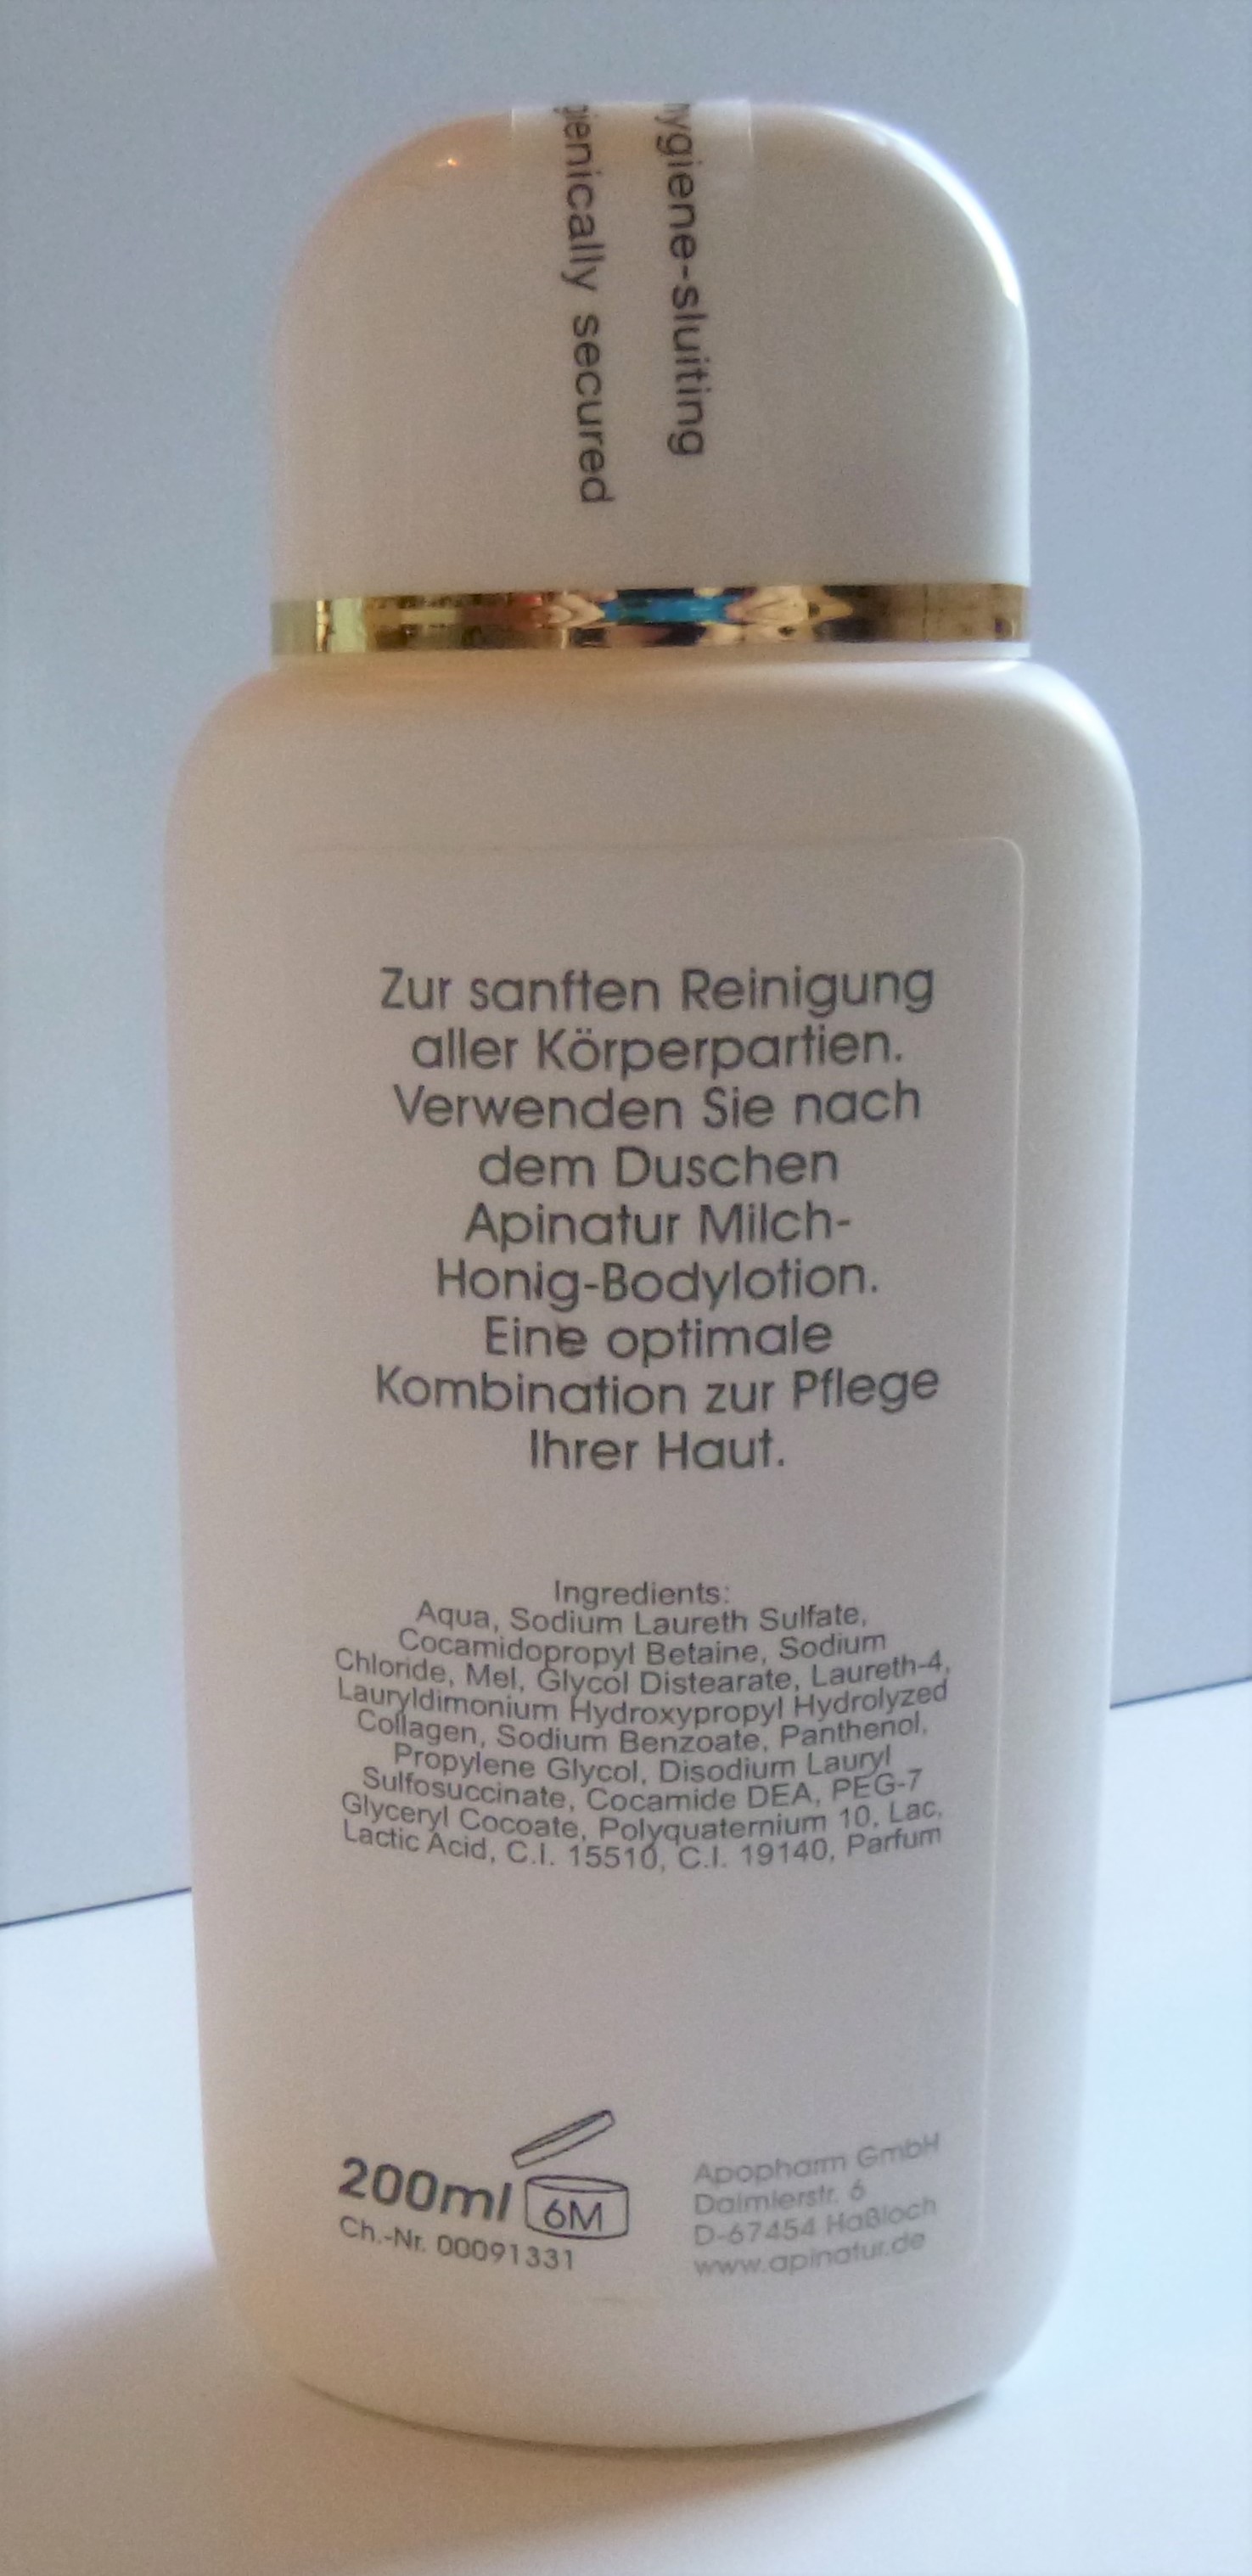 hygiene-sluiting
gienically secured
Zur sanften Reinigung
aller Körperpartien.
Verwenden Sie nach
dem Duschen
Apinatur Milch-
Honig-Bodylotion.
Eine optimale
Kombination zur Pflege
Ihrer Haut.
Ingredients:
Aqua, Sodium Laureth Sulfate,
Cocamidopropyl Betaine, Sodium
Chloride, Mel, Glycol Distearate, Laureth-4,
Lauryldimonium Hydroxypropyl Hydrolyzed
Collagen, Sodium Benzoate, Panthenol,
Propylene Glycol, Disodium Lauryl
Sulfosuccinate, Cocamide DEA, PEG-7
Glyceryl Cocoate, Polyquaternium 10, Lac,
Lactic Acid, C.I. 15510, C.I. 19140, Parfum
200ml 6M
Ch.-Nr. 00091331
Apopharm GmbH
Daimlerstr. 6
D-67454 Haßloch
www.apinatur.de